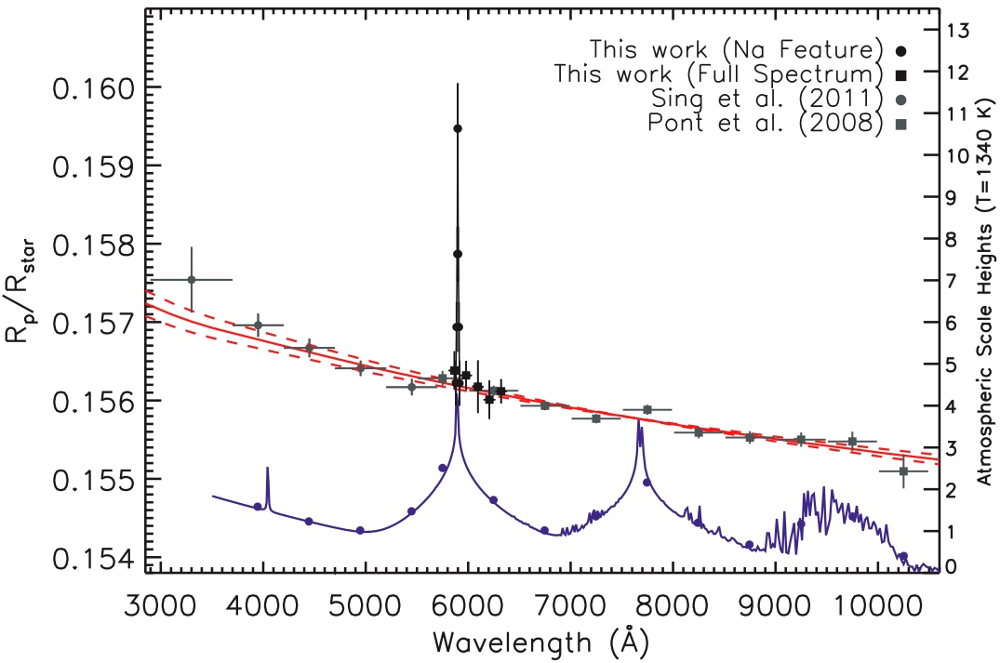 This work (Na Feature)
This work (Full Spectrum)
Sing et al. (2011)
Pont et al. (2008)
0.160
0.159
0.158
0.157
0.156
0.155
0.154
Rp/Rstar
13
12
11
10
9
8
7
6
5
4
3
2
1
0
Atmospheric Scale Heights (T=1340 K)
3000 4000 5000 6000 7000 8000 9000 10000
Wavelength (Å)